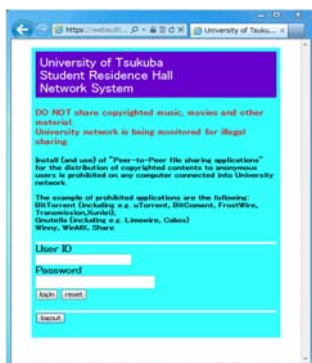 https://webauth...
University of Tsuku...
University of Tsukuba
Student Residence Hall
Network System
DO NOT share copyrighted music, movies and other
material.
University network is being monitored for illegal
sharing.
Install (and use) of "Peer-to-Peer file sharing applications"
for the distribution of copyrighted contents to anonymous
users is prohibited on any computer connected into University
network.
The example of prohibited applications are the following:
BitTorrent (including e.g. uTorrent, BitComent, FrostWire,
Tranomission,Xunlei),
Gnutella (including e.g. Limewire, Cabos)
Winny, WinMX, Share
User ID
Password
login reset
logout